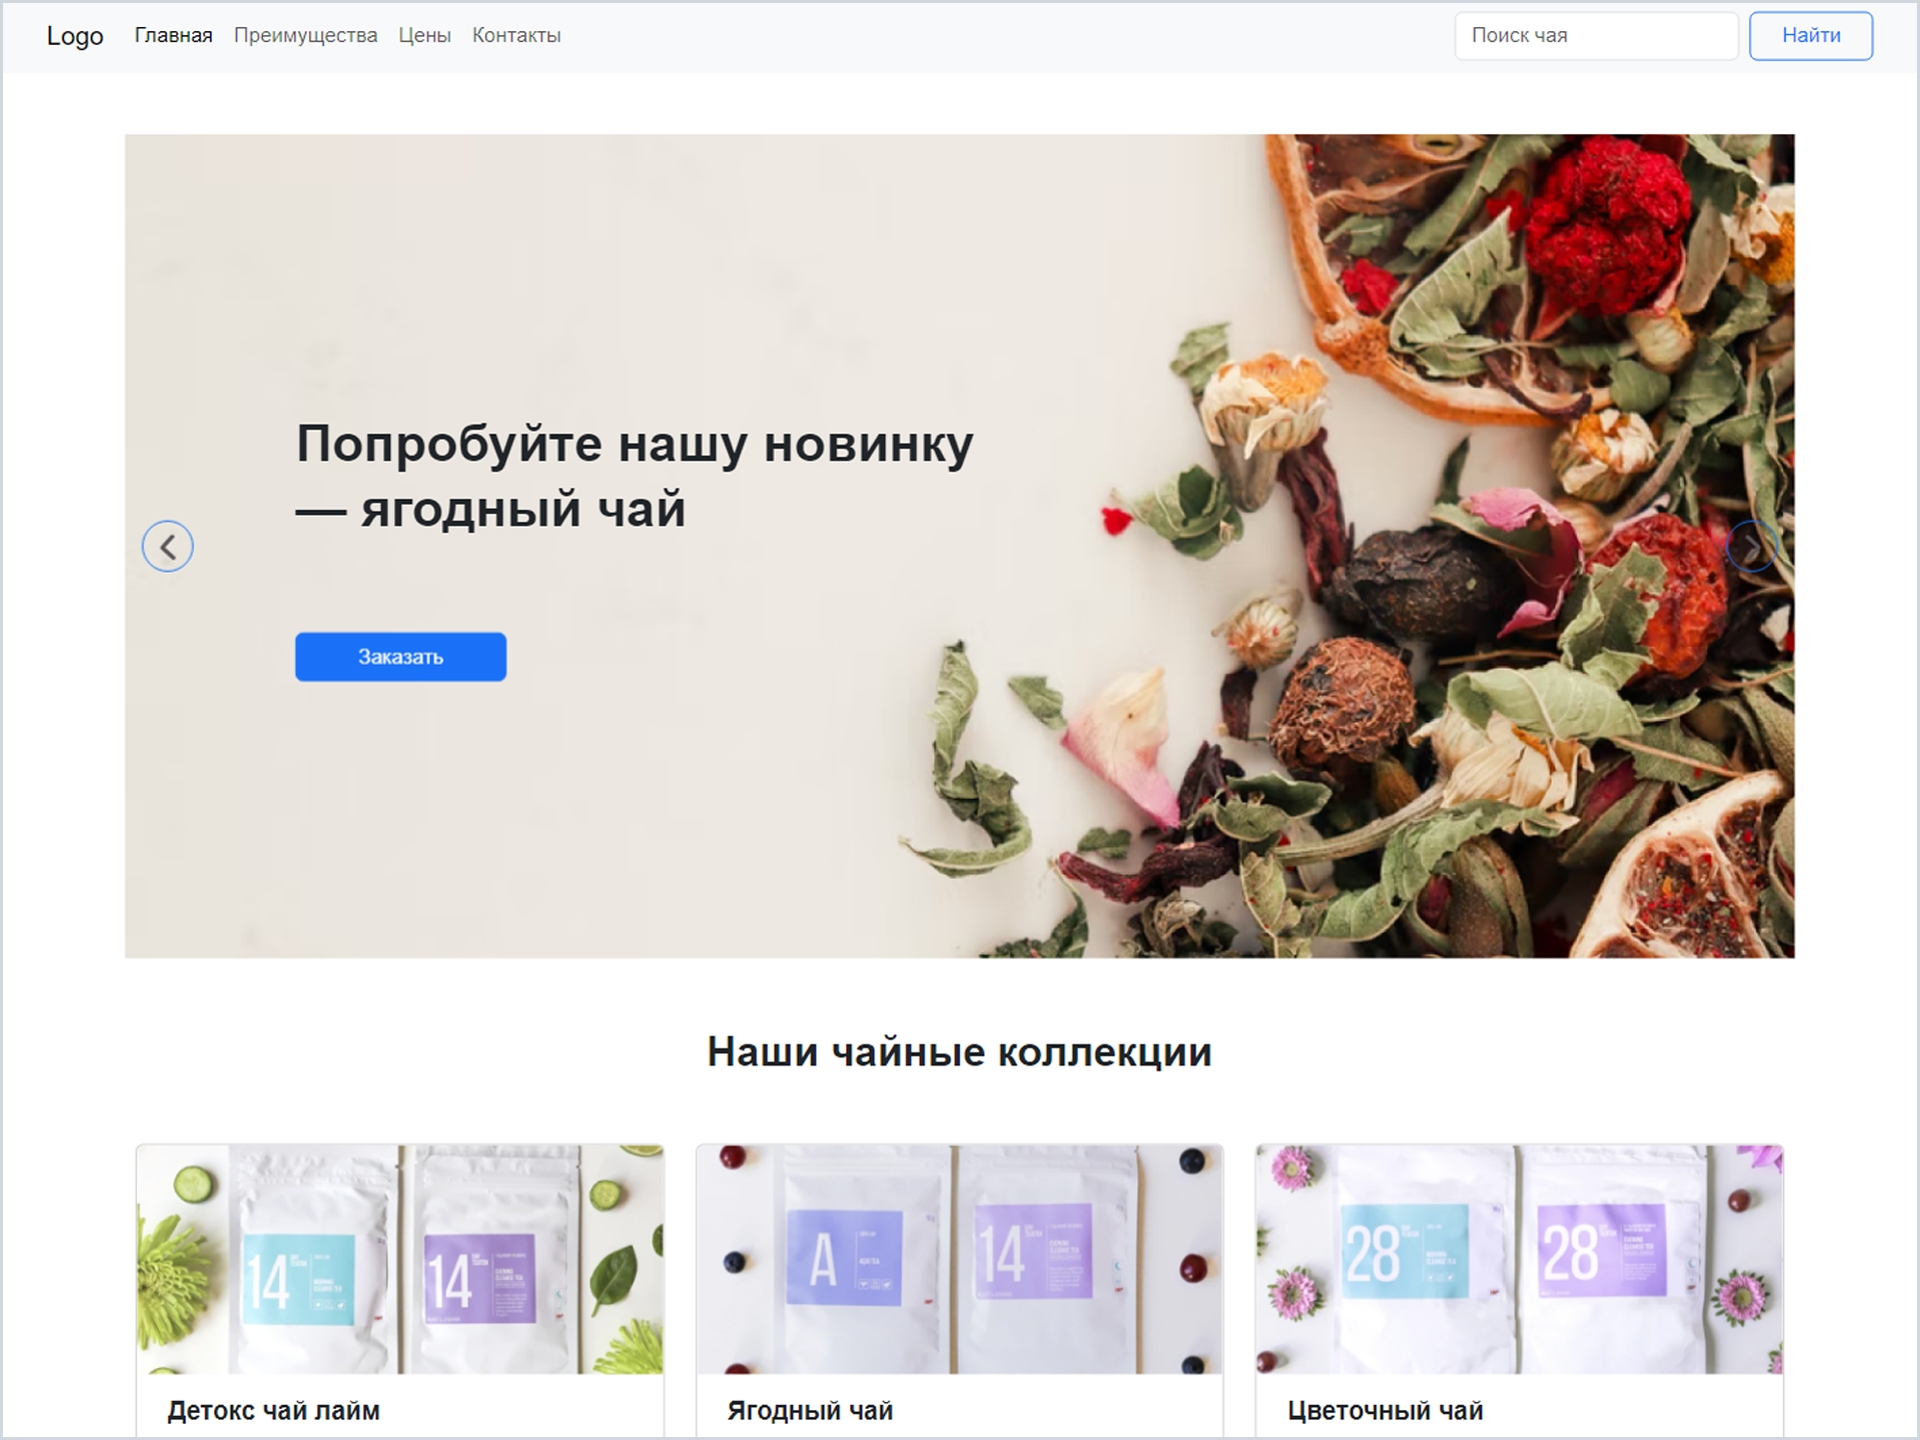 Logo Главная Преимущества Цены Контакты Поиск чая Найти
Попробуйте нашу новинку
— ягодный чай
Заказать
Наши чайные коллекции
14
14
A
14
28
28
Детокс чай лайм
Ягодный чай
Цветочный чай